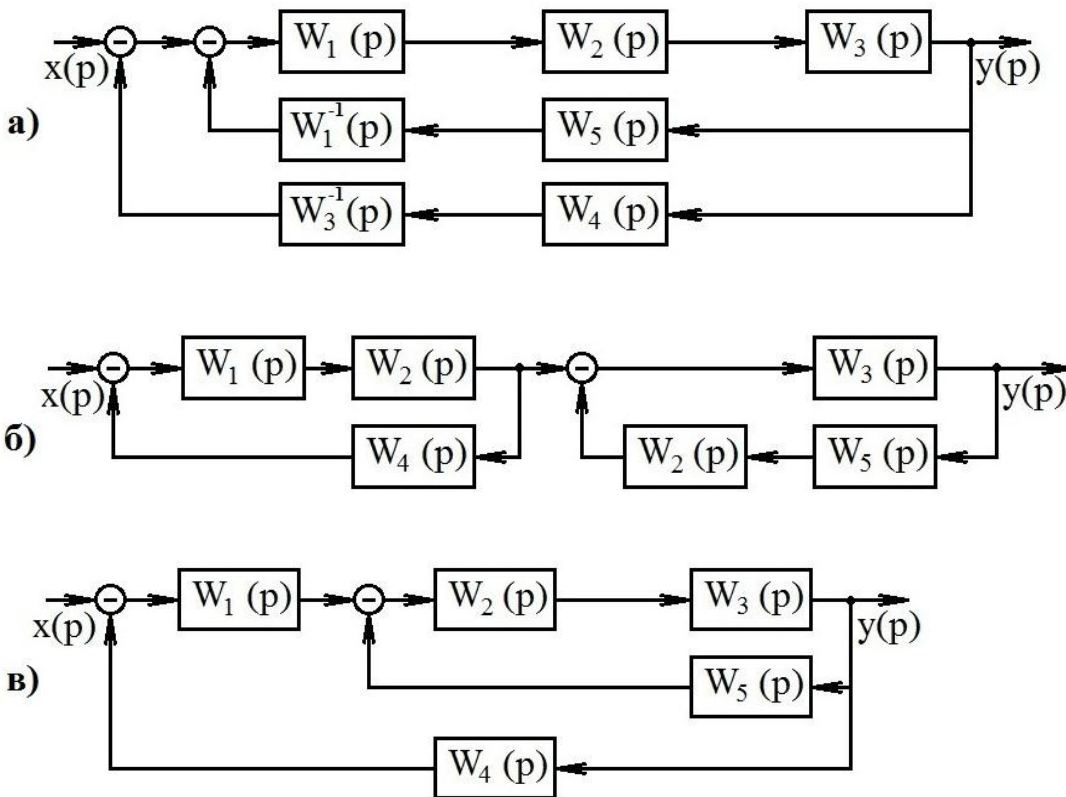 W₁ (p) W₂ (p) W₃ (p)
x(p) y(p)
а)
W₁⁻¹(p) W₅ (p)
W₃⁻¹(p) W₄ (p)
W₁ (p) W₂ (p) W₃ (p)
x(p) y(p)
б)
W₄ (p) W₂ (p) W₅ (p)
W₁ (p) W₂ (p) W₃ (p)
x(p) y(p)
в)
W₅ (p)
W₄ (p)